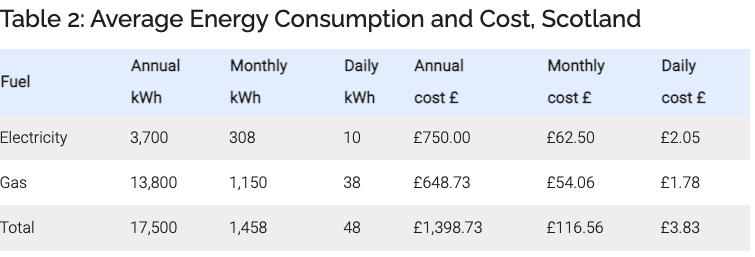 Table 2: Average Energy Consumption and Cost, Scotland
Fuel Annual kWh Monthly kWh Daily kWh Annual cost £ Monthly cost £ Daily cost £
Electricity 3,700 308 10 £750.00 £62.50 £2.05
Gas 13,800 1,150 38 £648.73 £54.06 £1.78
Total 17,500 1,458 48 £1,398.73 £116.56 £3.83